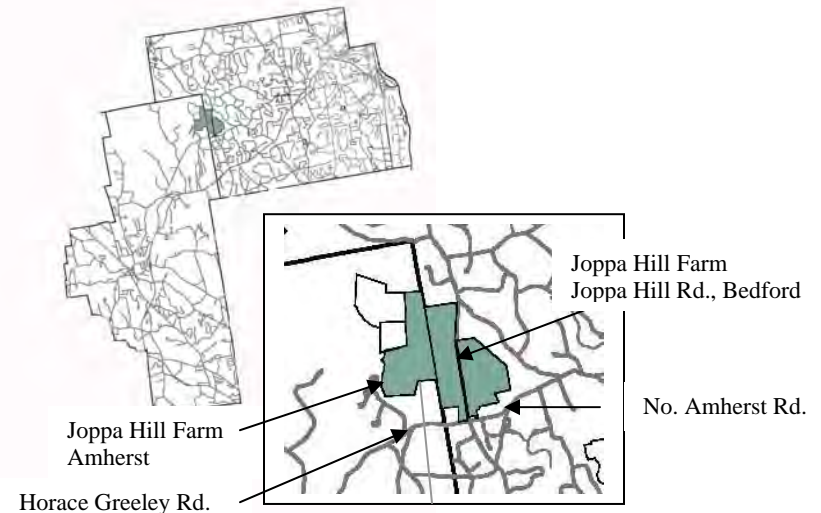 Joppa Hill Farm
Joppa Hill Rd., Bedford
No. Amherst Rd.
Joppa Hill Farm
Amherst
Horace Greeley Rd.